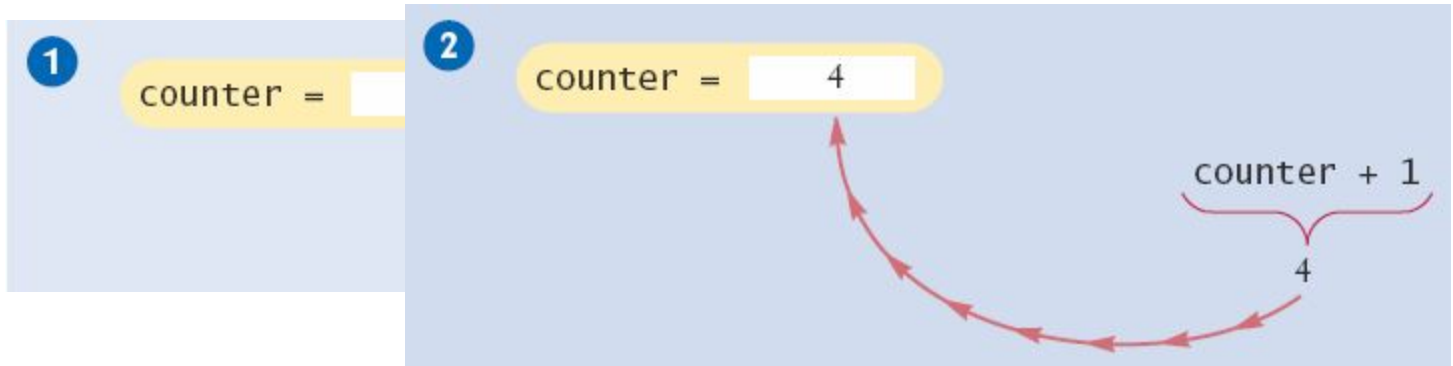 1
counter =
2
counter = 4
counter + 1
4